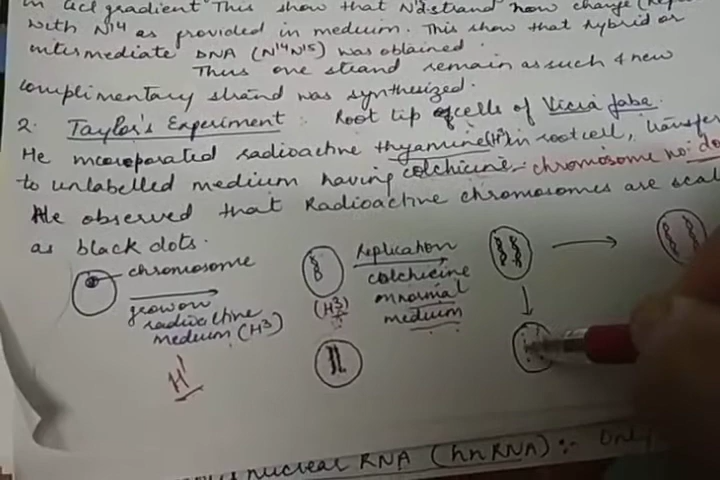 in CsCl gradient This show that N15 strand now change
with N14 as provided in medium. This show that hybrid or
intermediate DNA (N14N15) was obtained.
Thus one strand remain as such & new
complimentary strand was synthesized.
2. Taylor's Experiment : Root tip of cells of Vicia faba.
He incorporated radioactive thyamine (H3) in root cell, transfer
to unlabelled medium having colchicine - chromosome no: do
He observed that Radioactive chromosomes are
as black dots.
chromosome
grow on
radioactive
medium (H3)
H1
(H3)
Replication
colchicine
on normal
medium
nuclear RNA (hnRNA) :- Only